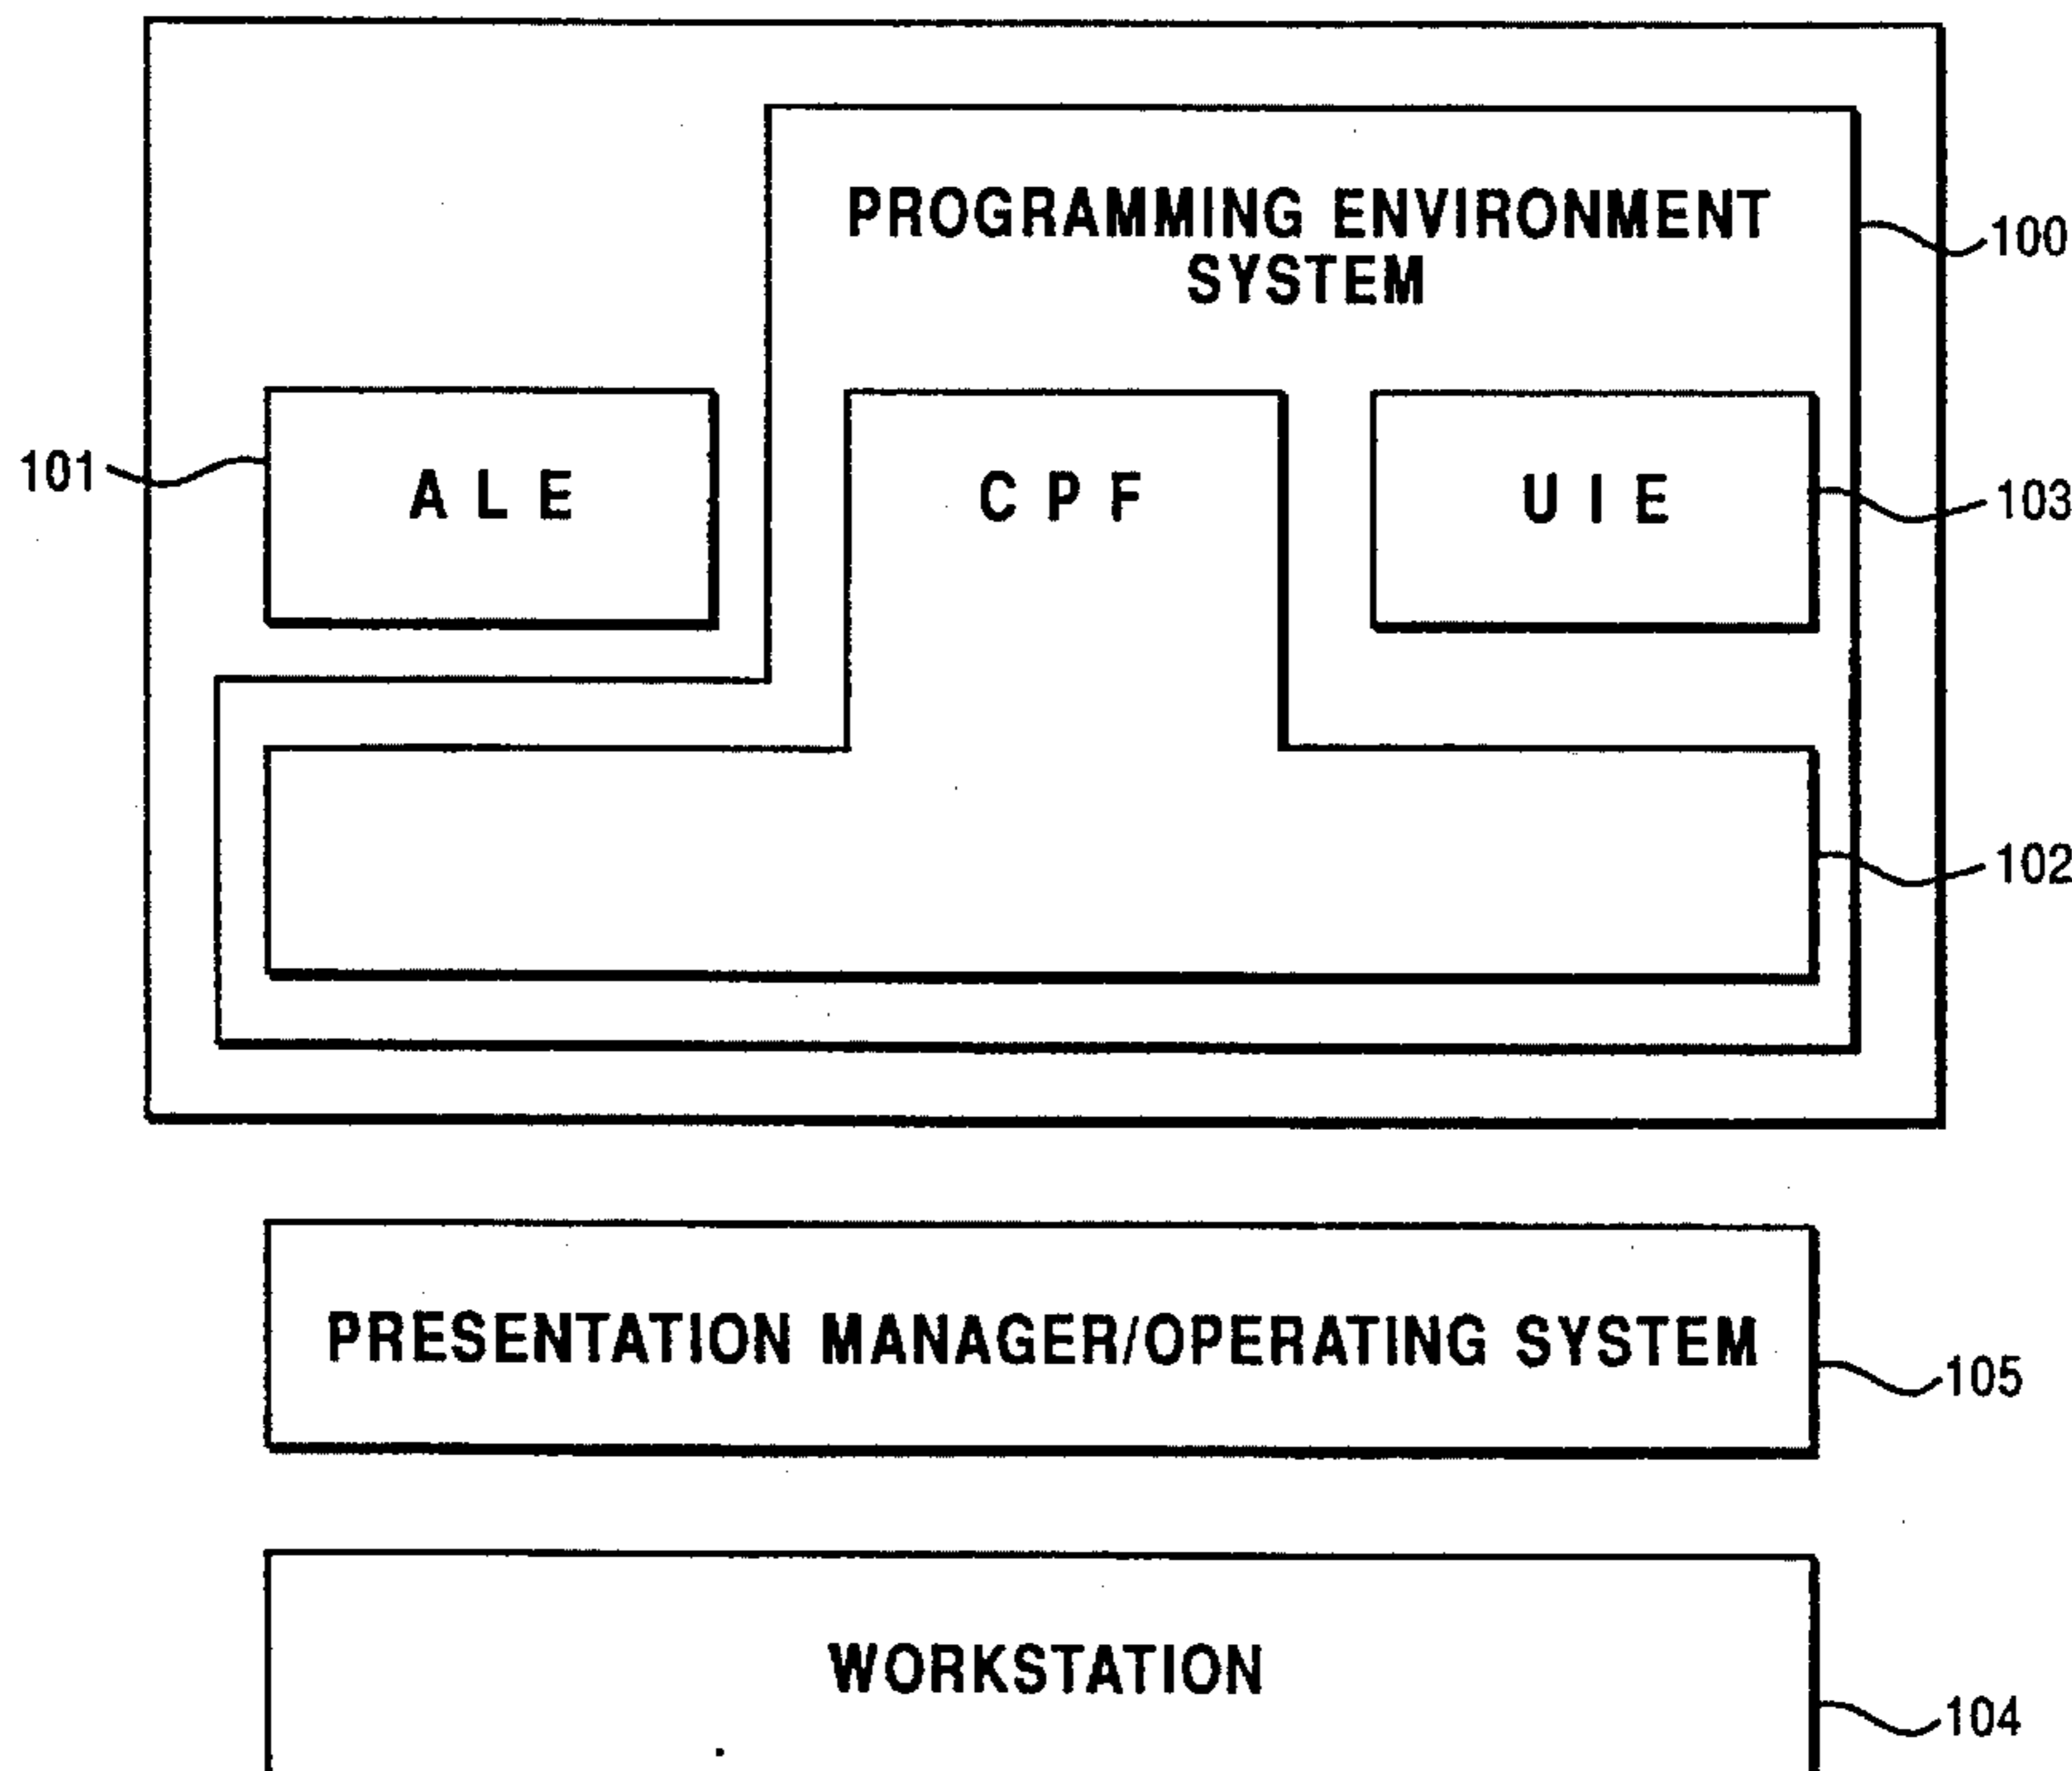 PROGRAMMING ENVIRONMENT
SYSTEM
100
101
A L E
C P F
U I E
103
102
PRESENTATION MANAGER/OPERATING SYSTEM
105
WORKSTATION
104